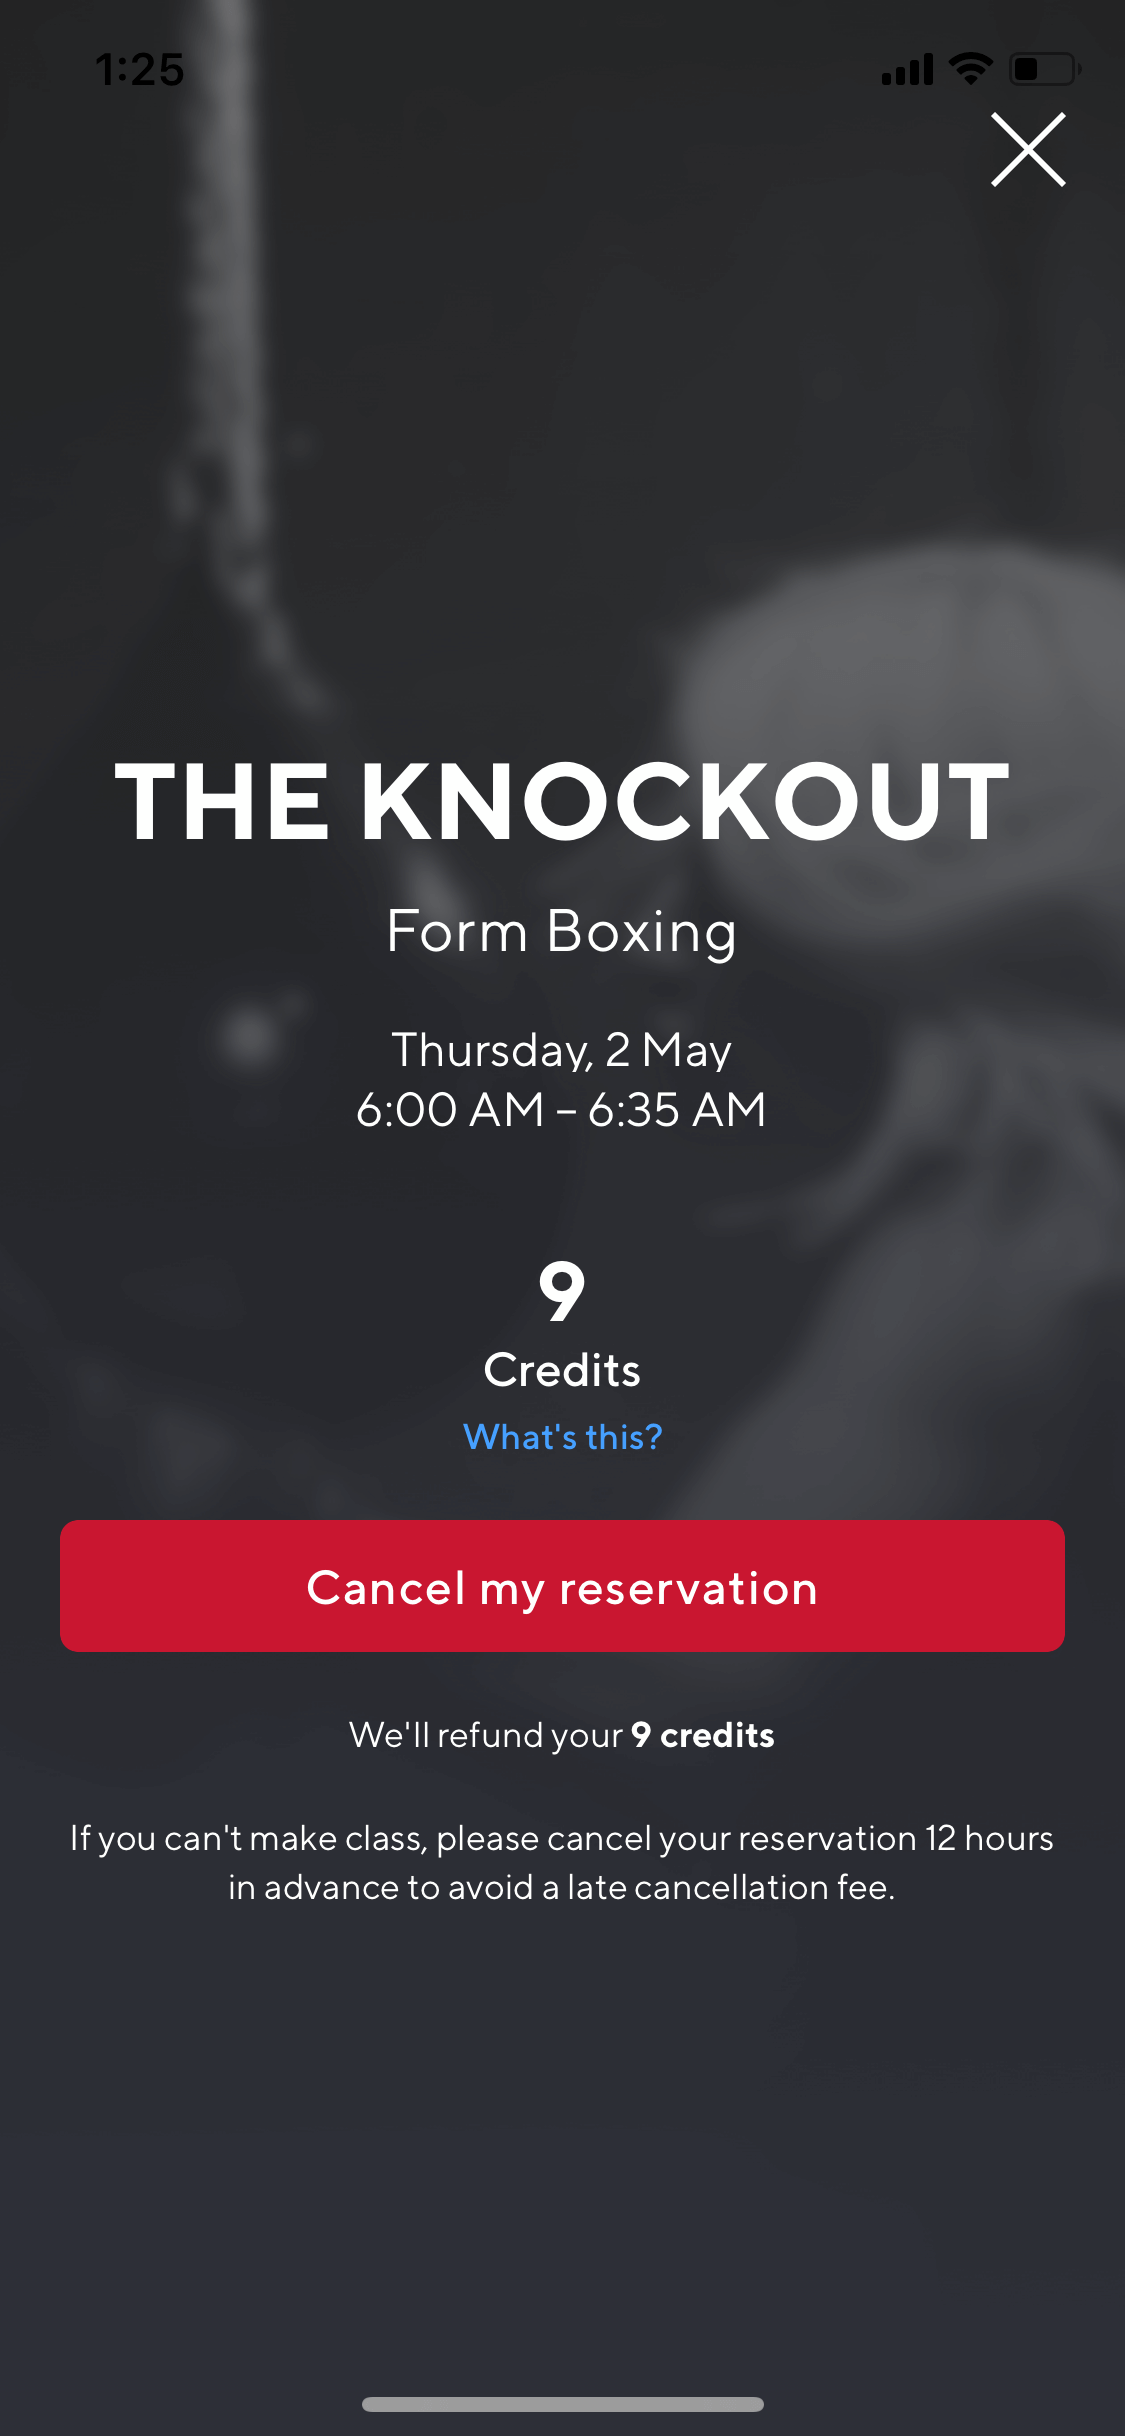 1:25
THE KNOCKOUT
Form Boxing
Thursday, 2 May
6:00 AM – 6:35 AM
9
Credits
What's this?
Cancel my reservation
We'll refund your 9 credits
If you can't make class, please cancel your reservation 12 hours
in advance to avoid a late cancellation fee.